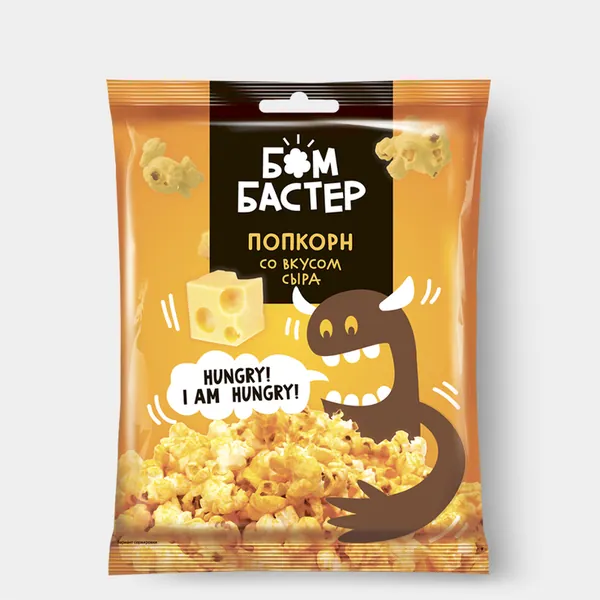 БОМ
БАСТЕР
ПОПКОРН
СО ВКУСОМ
СЫРА
HUNGRY!
I AM HUNGRY!